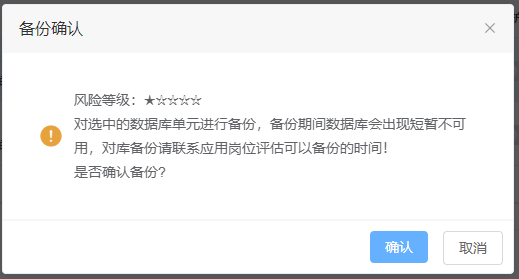 备份确认
风险等级：★☆☆☆☆
对选中的数据库单元进行备份，备份期间数据库会出现短暂不可
用，对库备份请联系应用岗位评估可以备份的时间！
是否确认备份?
确认
取消